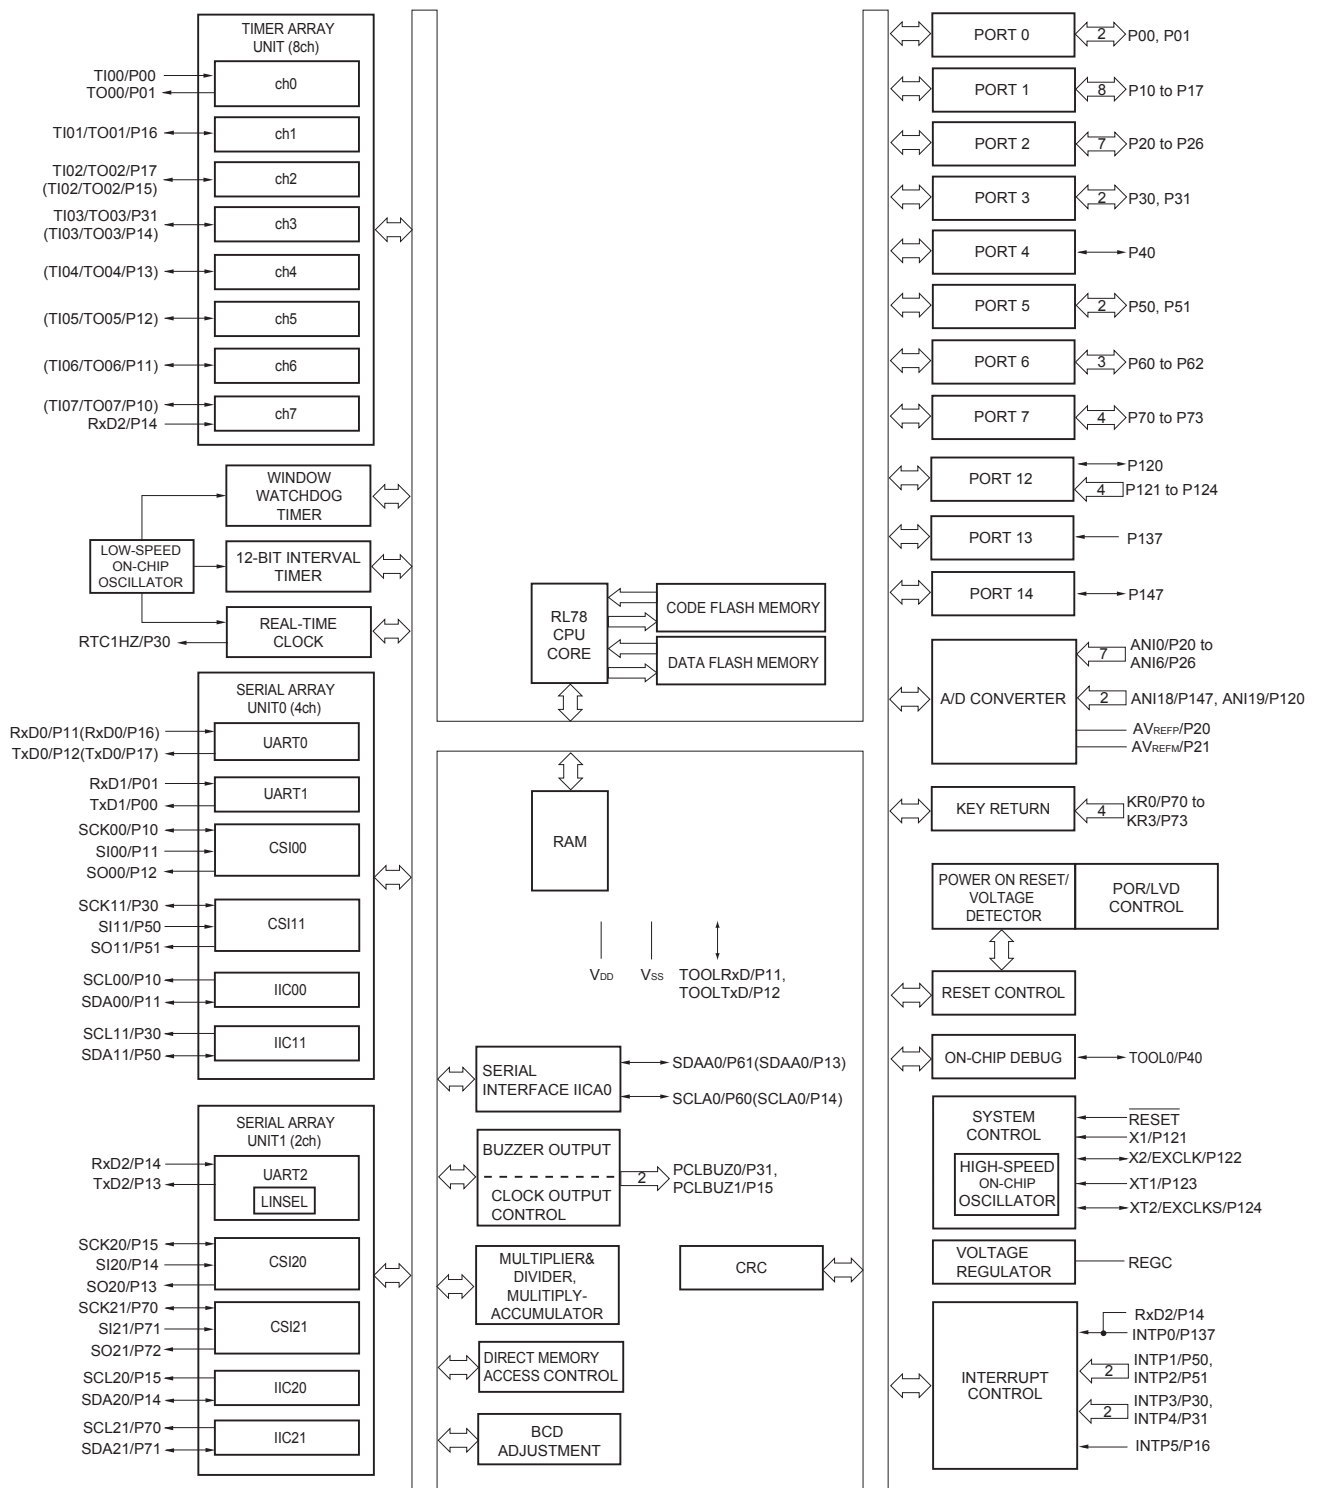 TIMER ARRAY
UNIT (8ch)
TI00/P00
TO00/P01
ch0
TI01/TO01/P16
ch1
TI02/TO02/P17
(TI02/TO02/P15)
ch2
TI03/TO03/P31
(TI03/TO03/P14)
ch3
(TI04/TO04/P13)
ch4
(TI05/TO05/P12)
ch5
(TI06/TO06/P11)
ch6
(TI07/TO07/P10)
RxD2/P14
ch7
WINDOW
WATCHDOG
TIMER
LOW-SPEED
ON-CHIP
OSCILLATOR
12-BIT INTERVAL
TIMER
REAL-TIME
CLOCK
RTC1HZ/P30
SERIAL ARRAY
UNIT0 (4ch)
RxD0/P11(RxD0/P16)
TxD0/P12(TxD0/P17)
UART0
RxD1/P01
TxD1/P00
UART1
SCK00/P10
SI00/P11
SO00/P12
CSI00
SCK11/P30
SI11/P50
SO11/P51
CSI11
SCL00/P10
SDA00/P11
IIC00
SCL11/P30
SDA11/P50
IIC11
SERIAL ARRAY
UNIT1 (2ch)
RxD2/P14
TxD2/P13
UART2
LINSEL
SCK20/P15
SI20/P14
SO20/P13
CSI20
SCK21/P70
SI21/P71
SO21/P72
CSI21
SCL20/P15
SDA20/P14
IIC20
SCL21/P70
SDA21/P71
IIC21
RL78
CPU
CORE
CODE FLASH MEMORY
DATA FLASH MEMORY
RAM
VDD
VSS
TOOLRxD/P11,
TOOLTxD/P12
SERIAL
INTERFACE IICA0
SDAA0/P61(SDAA0/P13)
SCLA0/P60(SCLA0/P14)
BUZZER OUTPUT
CLOCK OUTPUT
CONTROL
2
PCLBUZ0/P31,
PCLBUZ1/P15
MULTIPLIER&
DIVIDER,
MULITIPLY-
ACCUMULATOR
CRC
DIRECT MEMORY
ACCESS CONTROL
BCD
ADJUSTMENT
PORT 0
2
P00, P01
PORT 1
8
P10 to P17
PORT 2
7
P20 to P26
PORT 3
2
P30, P31
PORT 4
P40
PORT 5
2
P50, P51
PORT 6
3
P60 to P62
PORT 7
4
P70 to P73
PORT 12
P120
4
P121 to P124
PORT 13
P137
PORT 14
P147
A/D CONVERTER
7
ANI0/P20 to
ANI6/P26
2
ANI18/P147, ANI19/P120
AVREFP/P20
AVREFM/P21
KEY RETURN
4
KR0/P70 to
KR3/P73
POWER ON RESET/
VOLTAGE
DETECTOR
POR/LVD
CONTROL
RESET CONTROL
ON-CHIP DEBUG
TOOL0/P40
SYSTEM
CONTROL
HIGH-SPEED
ON-CHIP
OSCILLATOR
RESET
X1/P121
X2/EXCLK/P122
XT1/P123
XT2/EXCLKS/P124
VOLTAGE
REGULATOR
REGC
INTERRUPT
CONTROL
RxD2/P14
INTP0/P137
2
INTP1/P50,
INTP2/P51
2
INTP3/P30,
INTP4/P31
INTP5/P16